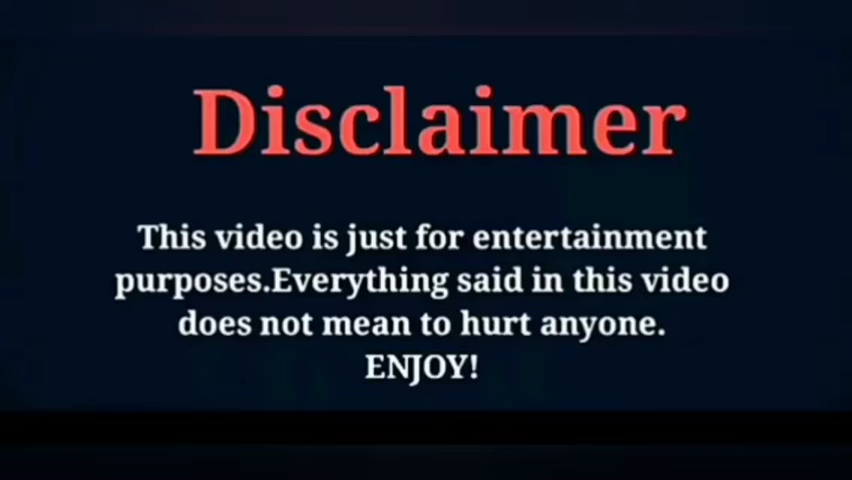 Disclaimer
This video is just for entertainment
purposes.Everything said in this video
does not mean to hurt anyone.
ENJOY!